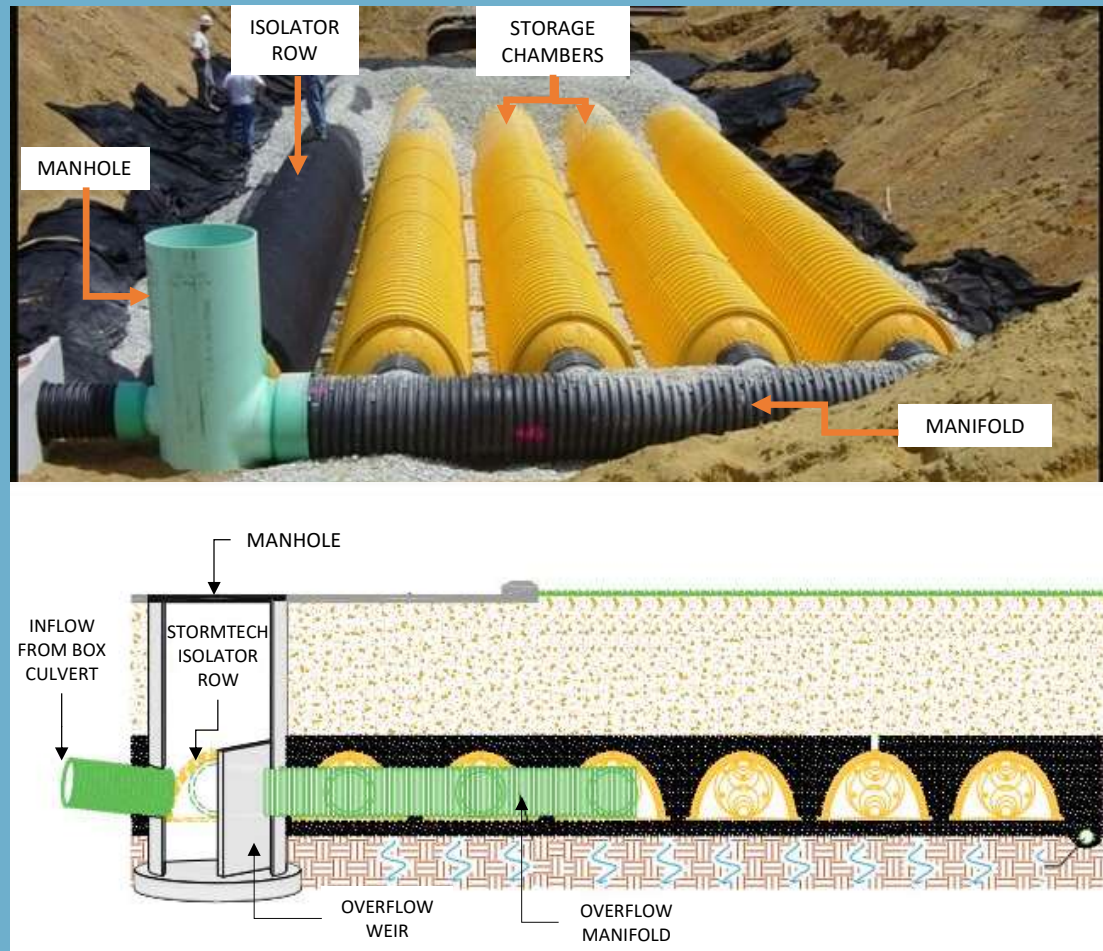 ISOLATOR
ROW
STORAGE
CHAMBERS
MANHOLE
MANIFOLD
MANHOLE
INFLOW
FROM BOX
CULVERT
STORMTECH
ISOLATOR
ROW
OVERFLOW
WEIR
OVERFLOW
MANIFOLD